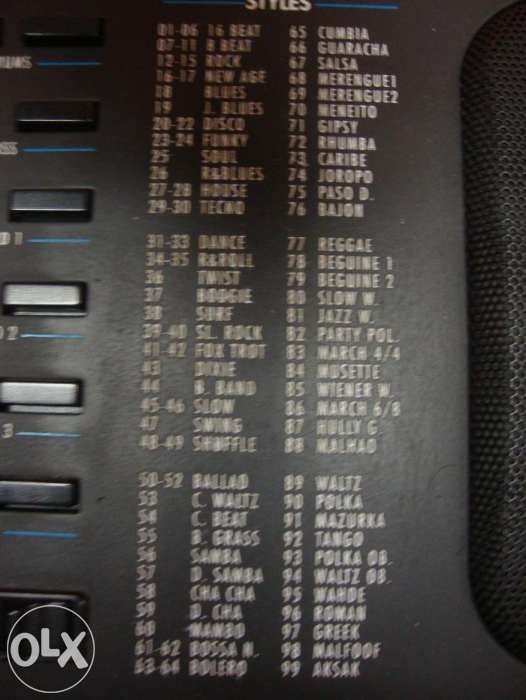 STYLES
01-06 16 BEAT
07-11 8 BEAT
12-15 ROCK
16-17 NEW AGE
18 BLUES
19 J. BLUES
20-22 DISCO
23-24 FUNKY
25 SOUL
26 R&BLUES
27-28 HOUSE
29-30 TECNO
31-33 DANCE
34-35 R&ROLL
36 TWIST
37 BOOGIE
38 SURF
39-40 SL. ROCK
41-42 FOX TROT
43 DIXIE
44 B. BAND
45-46 SLOW
47 SWING
48-49 SHUFFLE
50-52 BALLAD
53 C. WALTZ
54 C. BEAT
55 B. GRASS
56 SAMBA
57 D. SAMBA
58 CHA CHA
59 D. CHA
60 MAMBO
61-62 BOSSA N.
63-64 BOLERO
65 CUMBIA
66 GUARACHA
67 SALSA
68 MERENGUE1
69 MERENGUE2
70 MENEITO
71 GIPSY
72 RHUMBA
73 CARIBE
74 JOROPO
75 PASO D.
76 BAJON
77 REGGAE
78 BEGUINE 1
79 BEGUINE 2
80 SLOW W.
81 JAZZ W.
82 PARTY POL.
83 MARCH 4/4
84 MUSETTE
85 WIENER W.
86 MARCH 6/8
87 HULLY G.
88 MALHAO
89 WALTZ
90 POLKA
91 MAZURKA
92 TANGO
93 POLKA OB.
94 WALTZ OB.
95 WAHDE
96 ROMAN
97 GREEK
98 MALFOOF
99 AKSAK
1
2
3
OLX